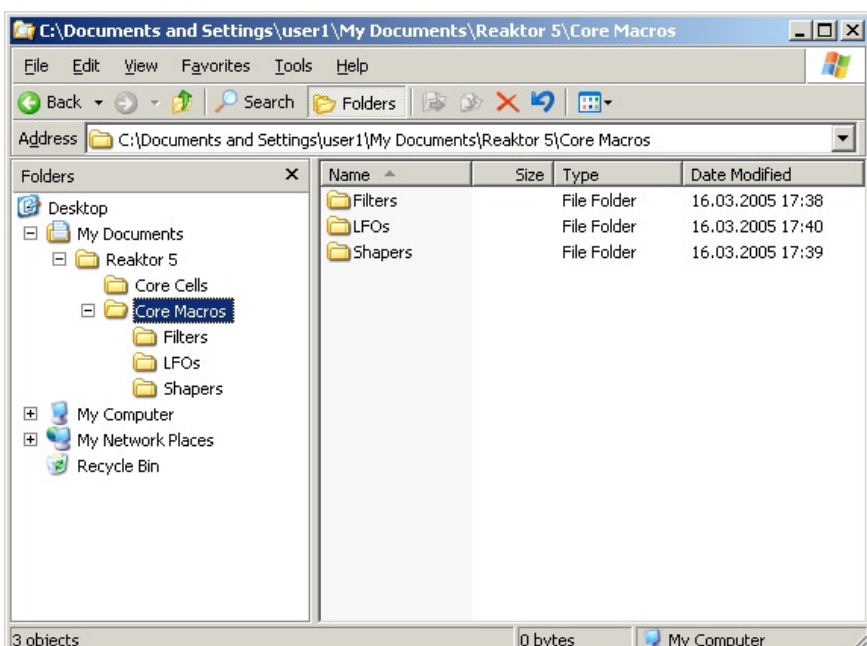 C:\Documents and Settings\user1\My Documents\Reaktor 5\Core Macros
File Edit View Favorites Tools Help
Back Search Folders
Address C:\Documents and Settings\user1\My Documents\Reaktor 5\Core Macros
Folders
Desktop
My Documents
Reaktor 5
Core Cells
Core Macros
Filters
LFOs
Shapers
My Computer
My Network Places
Recycle Bin
Name Size Type Date Modified
Filters File Folder 16.03.2005 17:38
LFOs File Folder 16.03.2005 17:40
Shapers File Folder 16.03.2005 17:39
3 objects 0 bytes My Computer